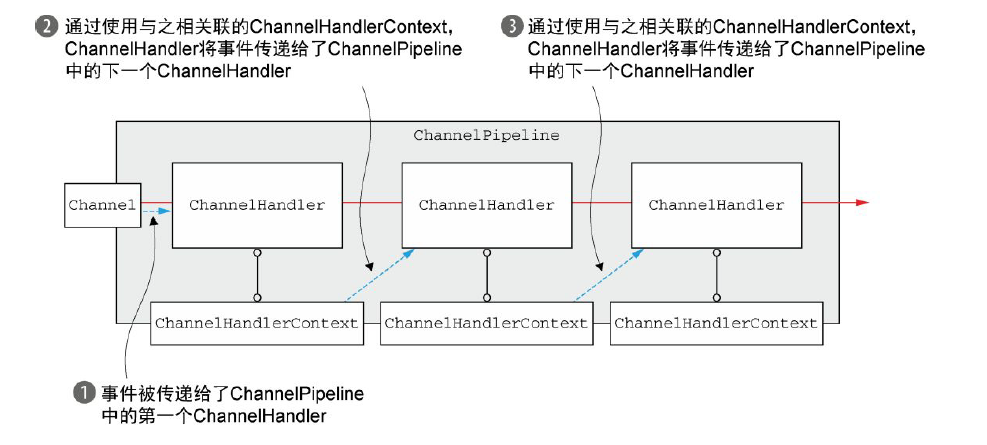 2 通过使用与之相关联的ChannelHandlerContext,
ChannelHandler将事件传递给了ChannelPipeline
中的下一个ChannelHandler
3 通过使用与之相关联的ChannelHandlerContext,
ChannelHandler将事件传递给了ChannelPipeline
中的下一个ChannelHandler
ChannelPipeline
Channel
ChannelHandler
ChannelHandler
ChannelHandler
ChannelHandlerContext
ChannelHandlerContext
ChannelHandlerContext
1 事件被传递给了ChannelPipeline
中的第一个ChannelHandler